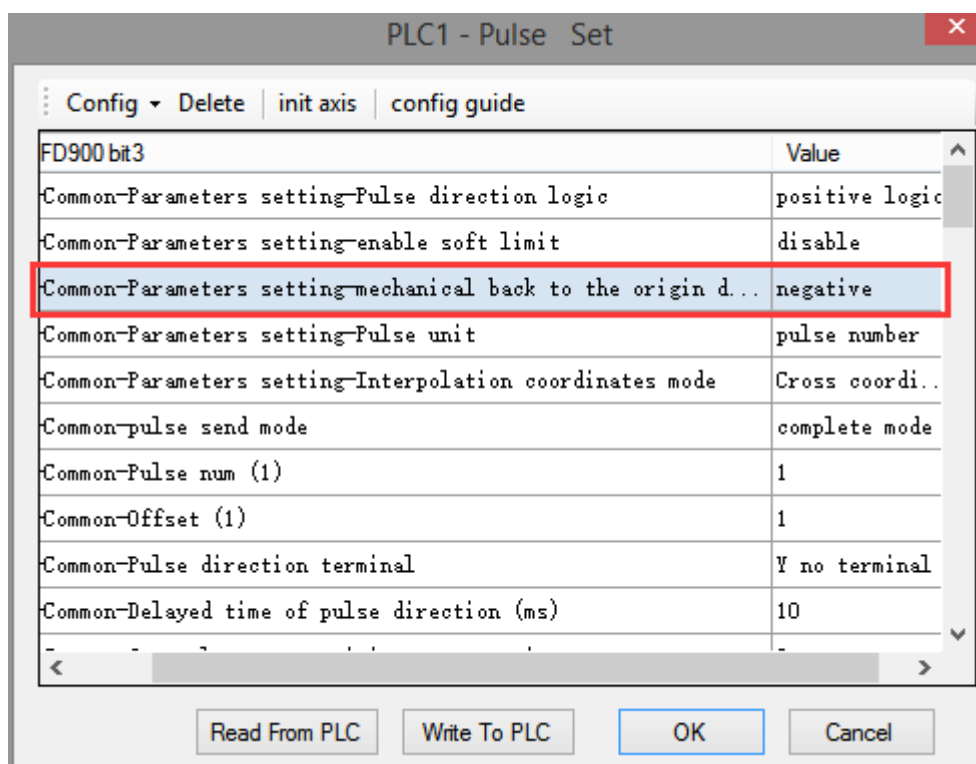 PLC1 - Pulse Set
Config Delete init axis config guide
FD900 bit3 Value
Common-Parameters setting-Pulse direction logic positive logic
Common-Parameters setting-enable soft limit disable
Common-Parameters setting-mechanical back to the origin d... negative
Common-Parameters setting-Pulse unit pulse number
Common-Parameters setting-Interpolation coordinates mode Cross coordi..
Common-pulse send mode complete mode
Common-Pulse num (1) 1
Common-Offset (1) 1
Common-Pulse direction terminal Y no terminal
Common-Delayed time of pulse direction (ms) 10
Read From PLC Write To PLC OK Cancel